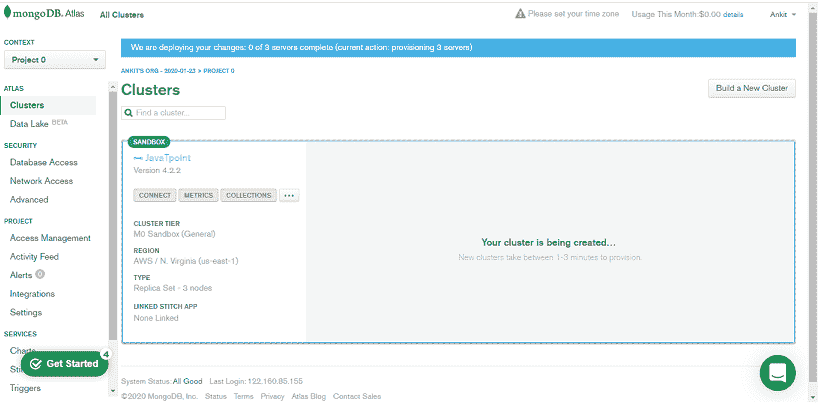 mongoDB. Atlas All Clusters Please set your time zone Usage This Month:$0.00 details Ankit
CONTEXT
Project 0
ATLAS
Clusters
Data Lake BETA
SECURITY
Database Access
Network Access
Advanced
PROJECT
Access Management
Activity Feed
Alerts 0
Integrations
Settings
SERVICES
Charts
Get Started
4
Triggers
We are deploying your changes: 0 of 3 servers complete (current action: provisioning 3 servers)
ANKIT'S ORG - 2020-01-23 > PROJECT 0
Clusters
Build a New Cluster
Find a cluster...
SANDBOX
JavaTpoint
Version 4.2.2
CONNECT METRICS COLLECTIONS ...
CLUSTER TIER
M0 Sandbox (General)
REGION
AWS / N. Virginia (us-east-1)
TYPE
Replica Set - 3 nodes
LINKED STITCH APP
None Linked
Your cluster is being created...
New clusters take between 1-3 minutes to provision.
System Status: All Good Last Login: 122.160.85.155
©2020 MongoDB, Inc. Status Terms Privacy Atlas Blog Contact Sales